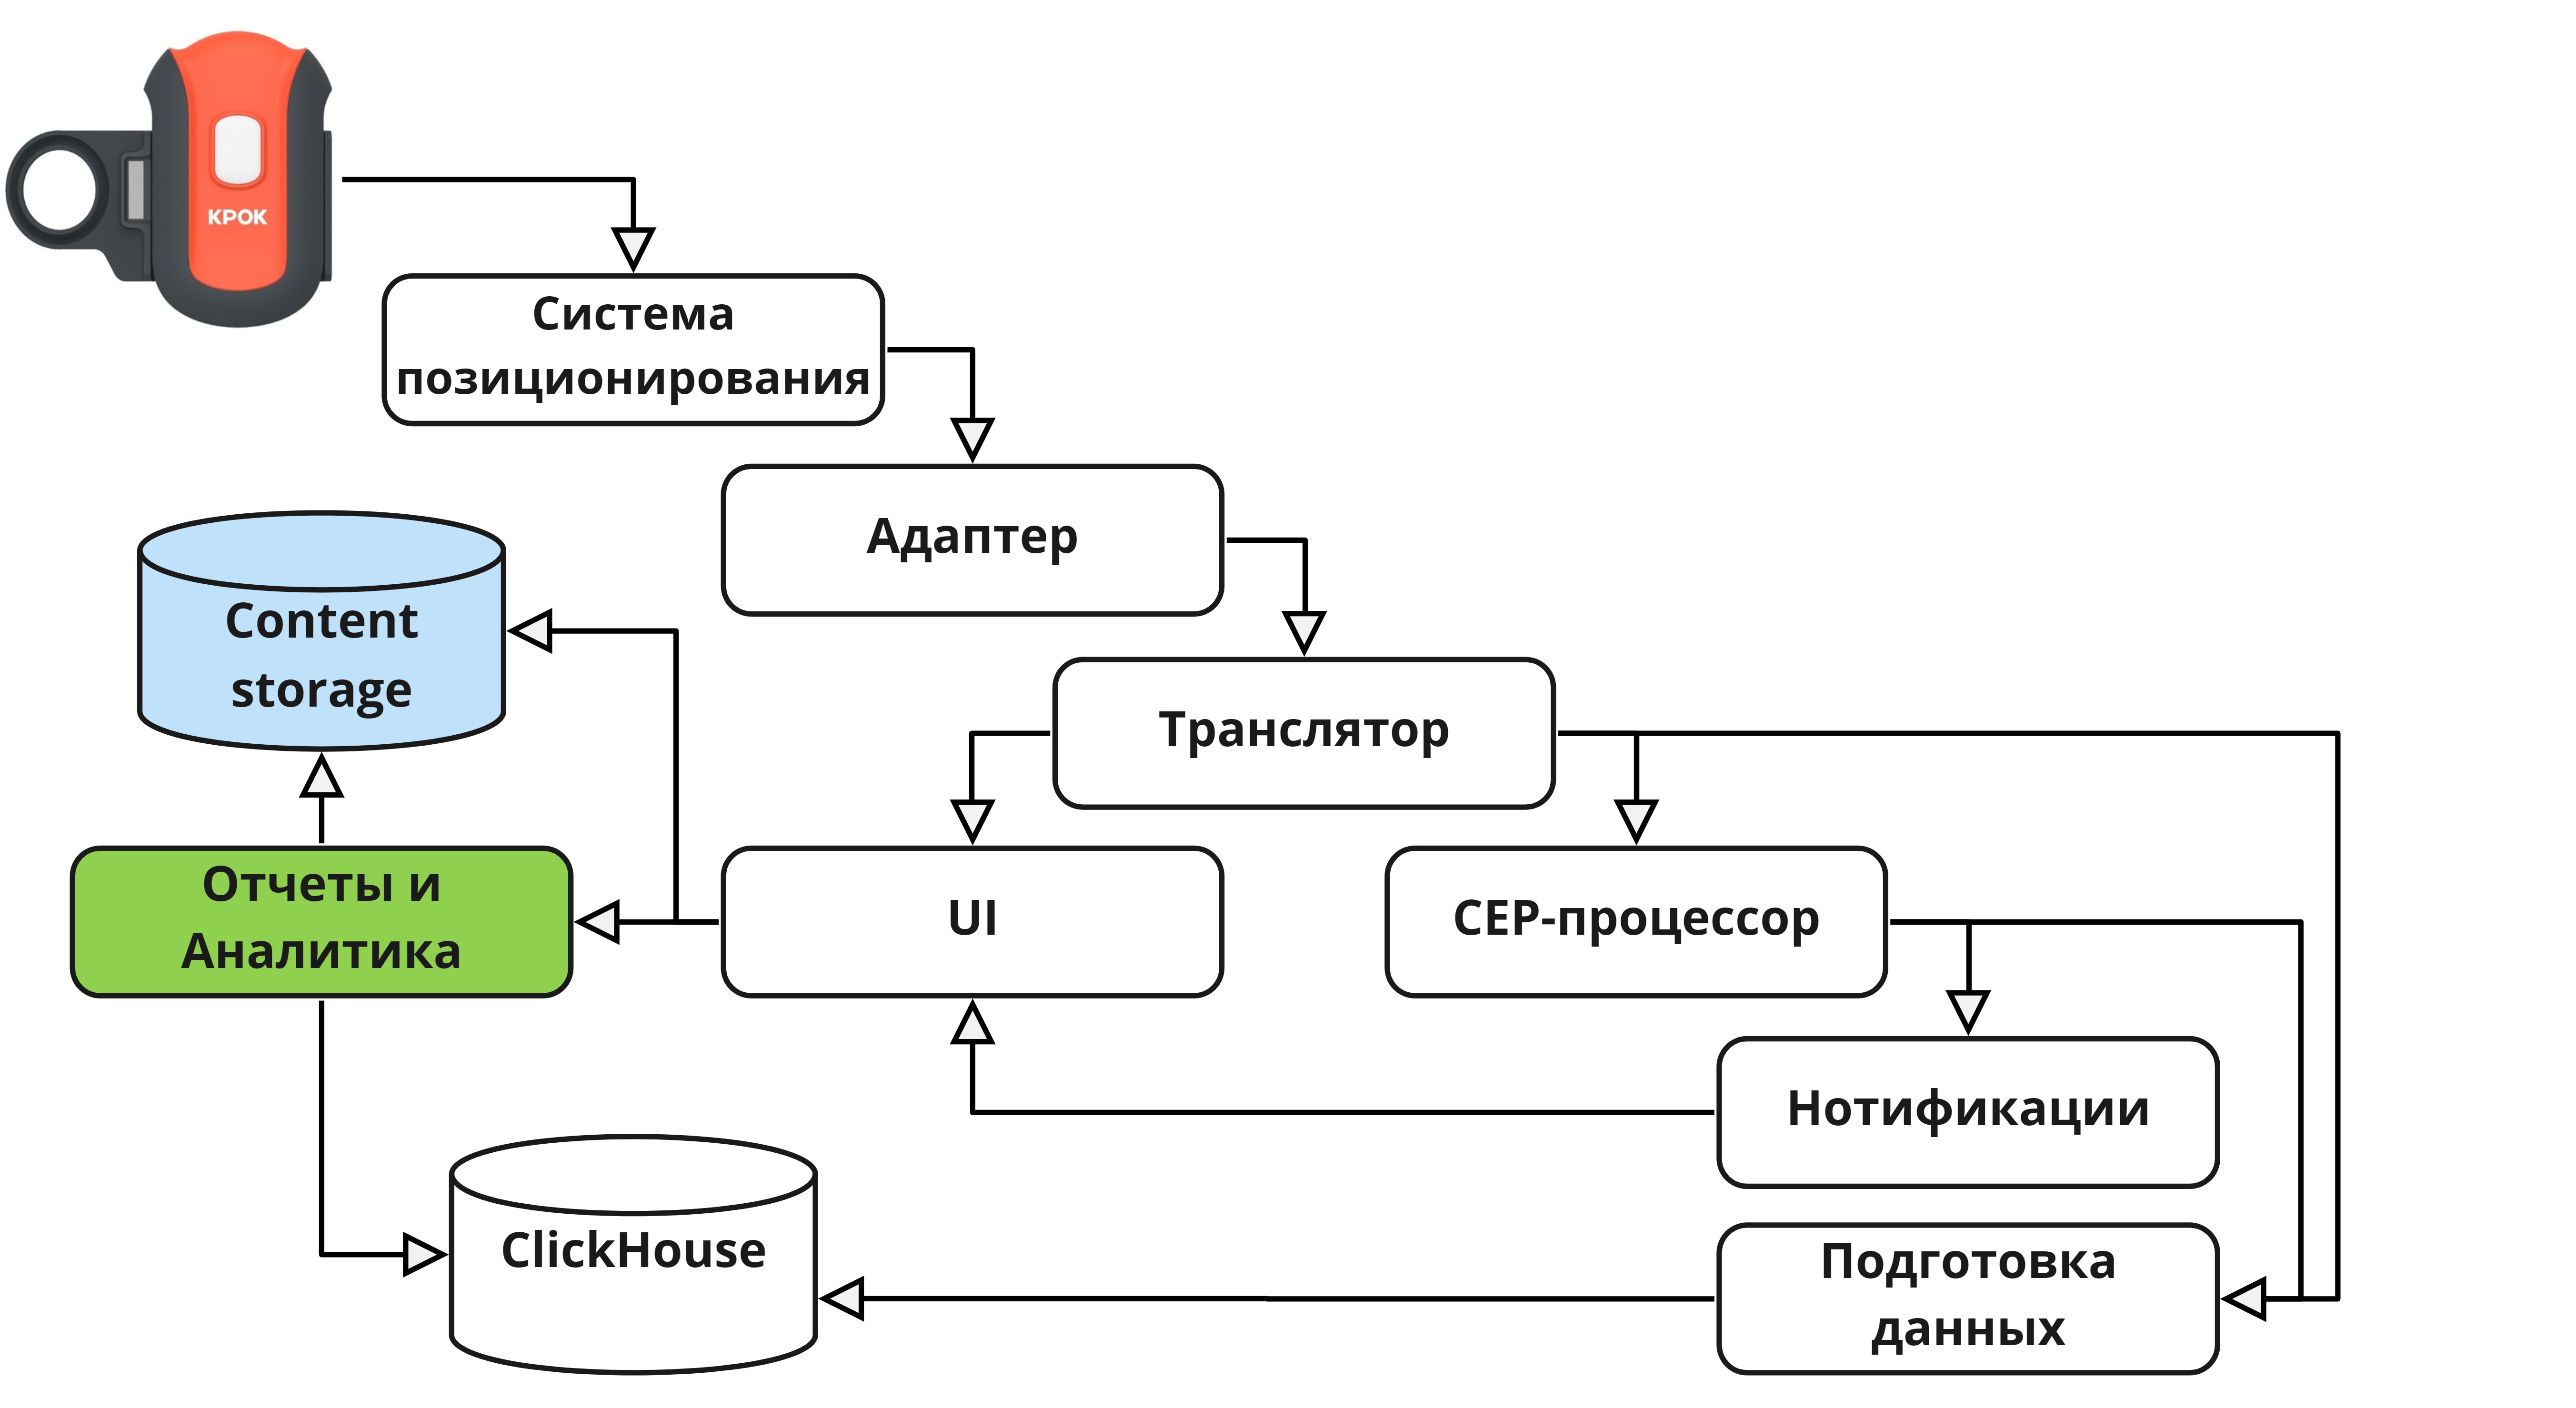 КРОК
Система
позиционирования
Адаптер
Content
storage
Транслятор
Отчеты и
Аналитика
UI
CEP-процессор
Нотификации
ClickHouse
Подготовка
данных